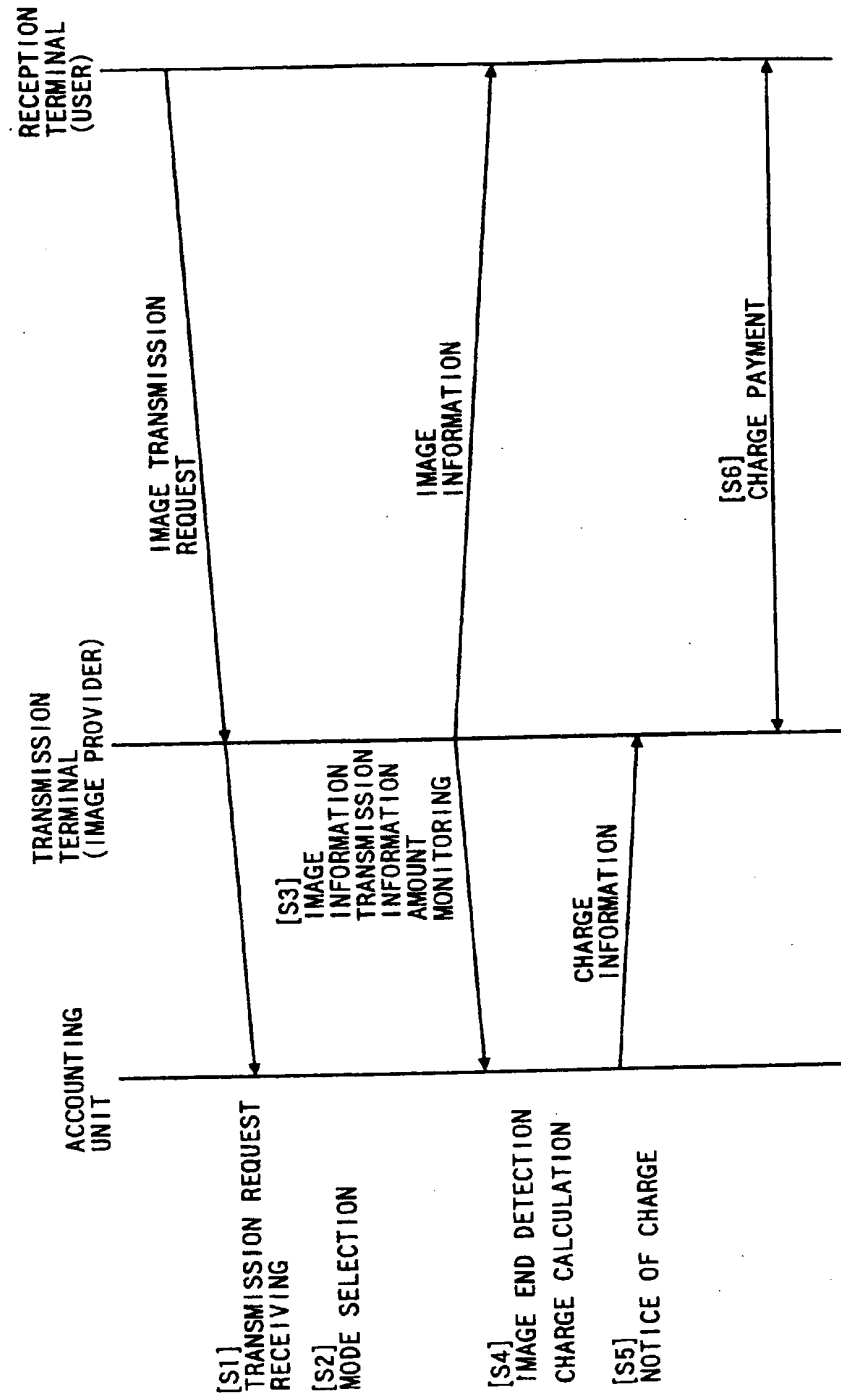 ACCOUNTING
UNIT
TRANSMISSION
TERMINAL
(IMAGE PROVIDER)
RECEPTION
TERMINAL
(USER)
IMAGE TRANSMISSION
REQUEST
[S1]
TRANSMISSION REQUEST
RECEIVING
[S2]
MODE SELECTION
[S3]
IMAGE
INFORMATION
TRANSMISSION
INFORMATION
AMOUNT
MONITORING
IMAGE
INFORMATION
[S4]
IMAGE END DETECTION
CHARGE CALCULATION
CHARGE
INFORMATION
[S5]
NOTICE OF CHARGE
[S6]
CHARGE PAYMENT